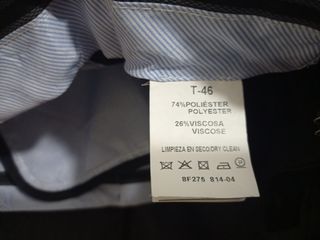 T-46
74%POLIÉSTER
POLYESTER
26%VISCOSA
VISCOSE
LIMPIEZA EN SECO/DRY CLEAN
BF275 814-04